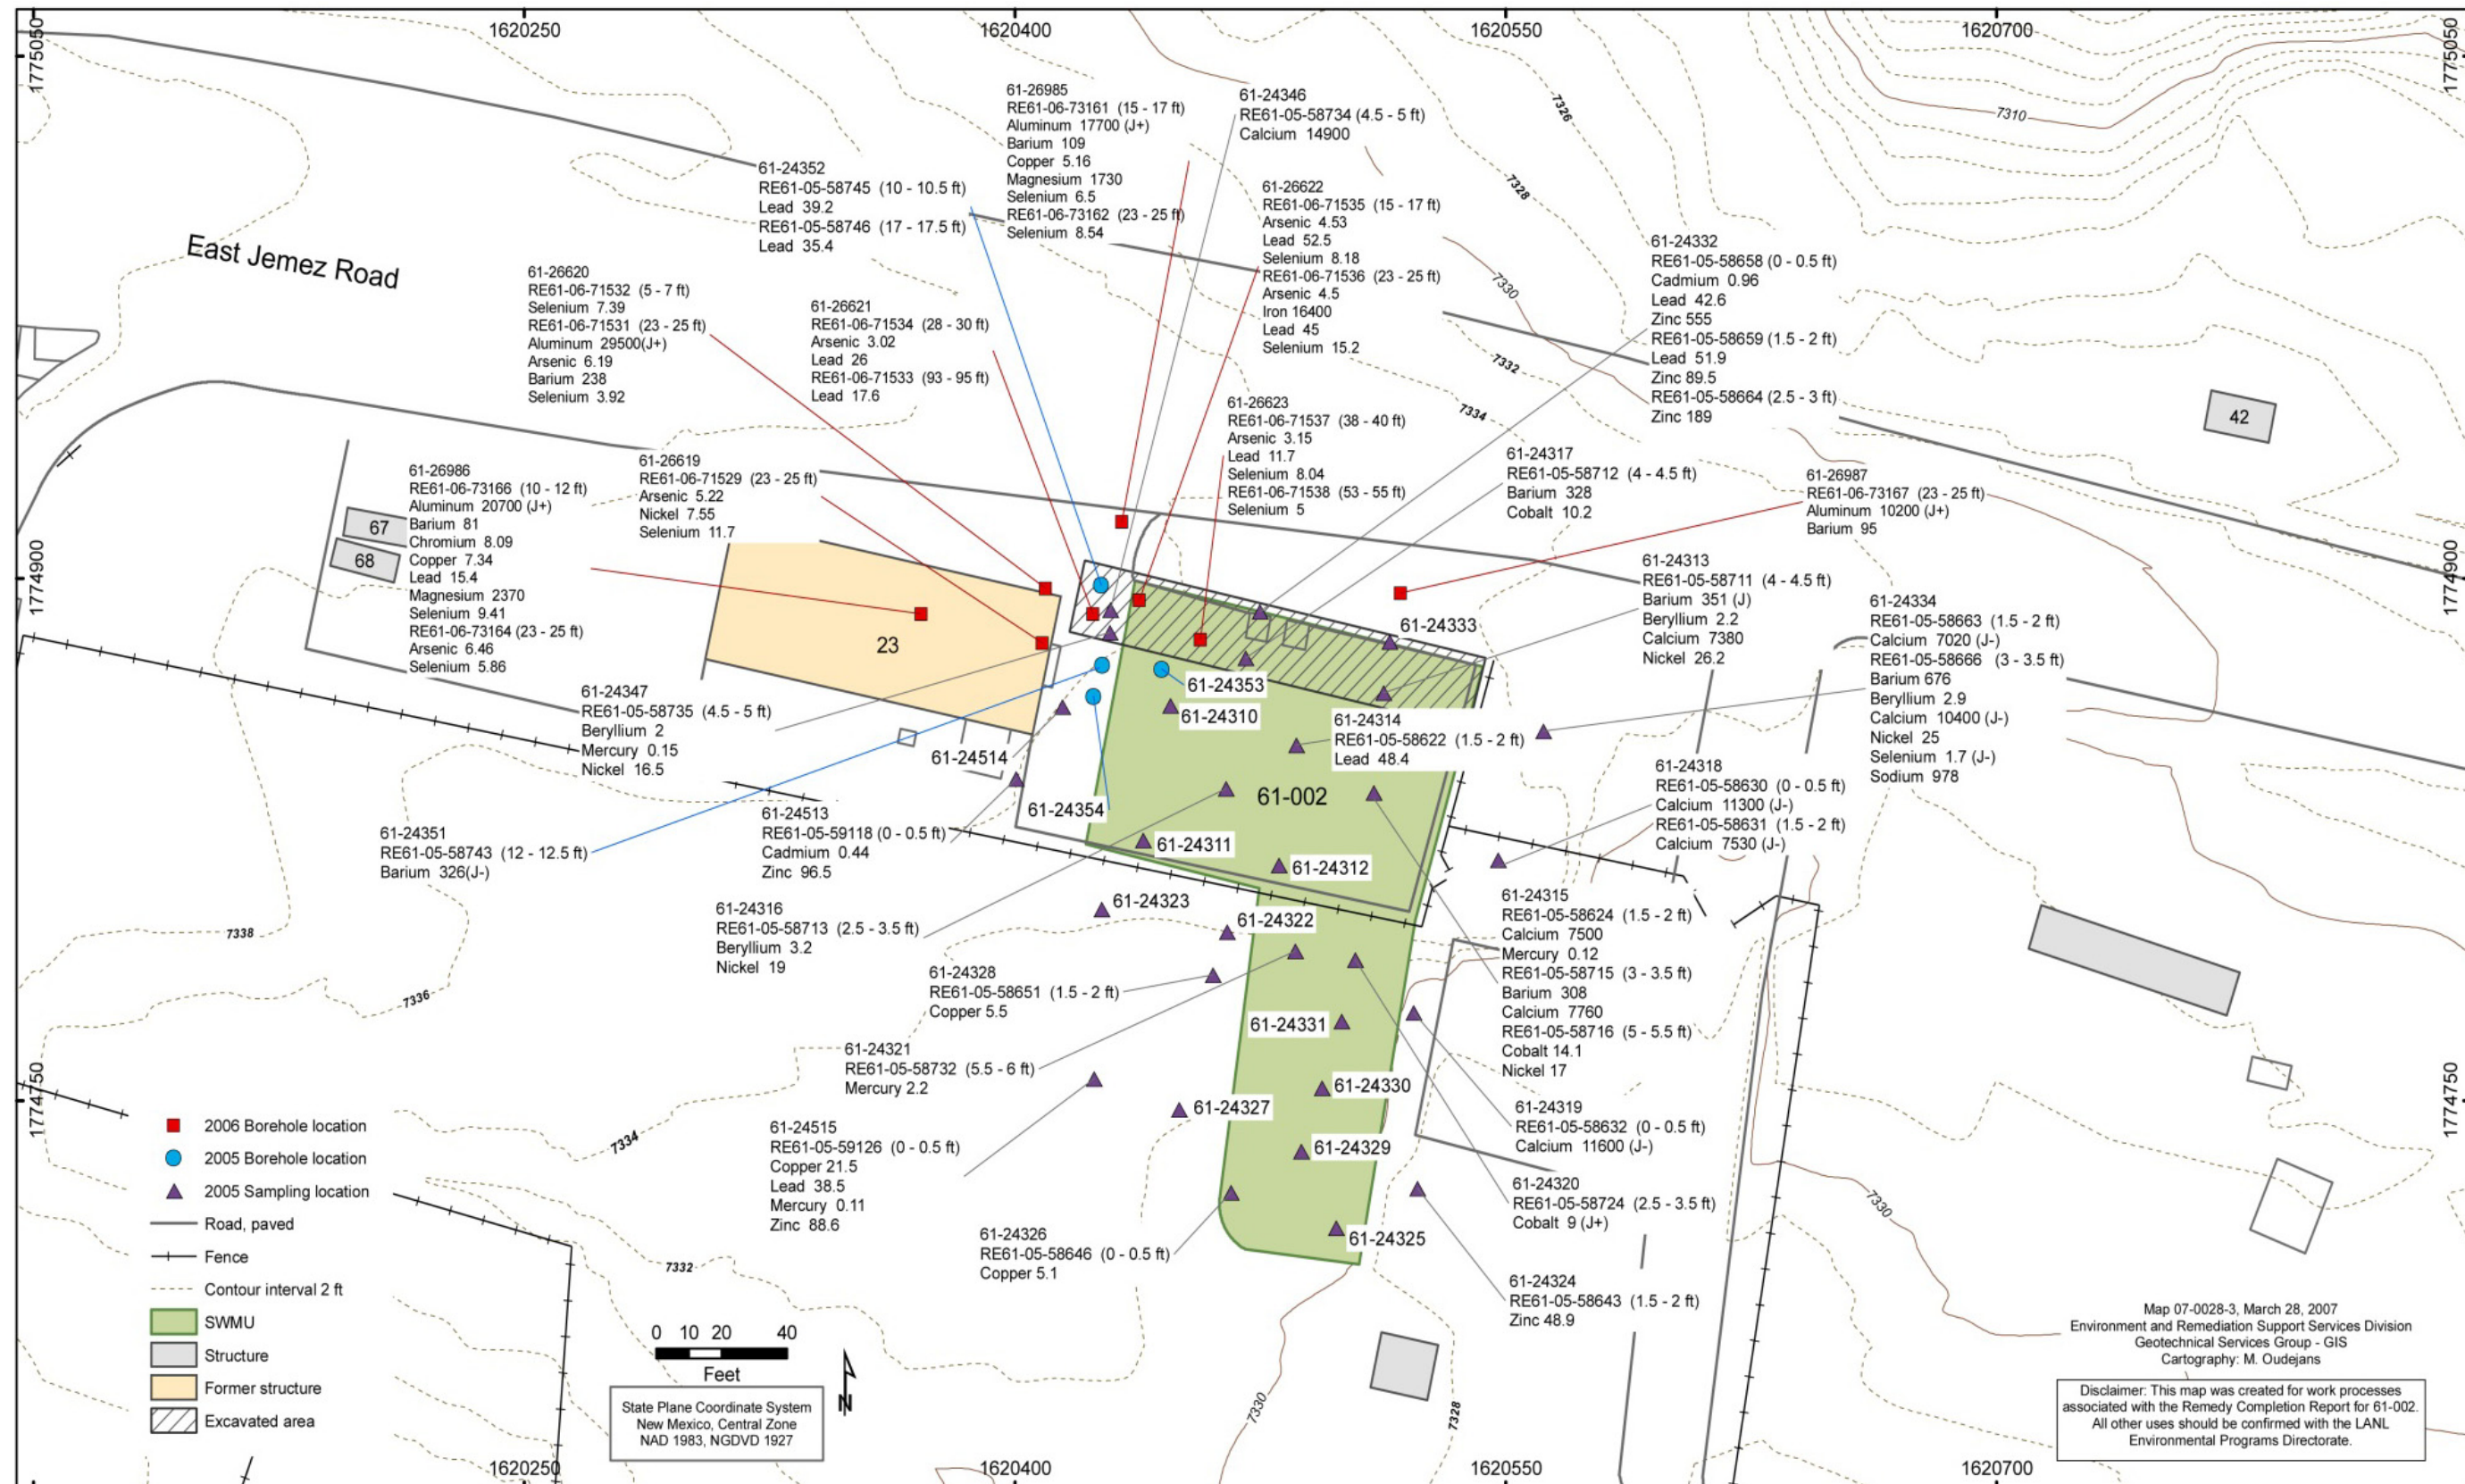 1620250
1620400
1620550
1620700
1775050
1775050
7310
7326
7328
7330
7332
7334
East Jemez Road
61-26985
RE61-06-73161 (15 - 17 ft)
Aluminum 17700 (J+)
Barium 109
Copper 5.16
Magnesium 1730
Selenium 6.5
RE61-06-73162 (23 - 25 ft)
Selenium 8.54
61-24346
RE61-05-58734 (4.5 - 5 ft)
Calcium 14900
61-24352
RE61-05-58745 (10 - 10.5 ft)
Lead 39.2
RE61-05-58746 (17 - 17.5 ft)
Lead 35.4
61-26622
RE61-06-71535 (15 - 17 ft)
Arsenic 4.53
Lead 52.5
Selenium 8.18
RE61-06-71536 (23 - 25 ft)
Arsenic 4.5
Iron 16400
Lead 45
Selenium 15.2
61-24332
RE61-05-58658 (0 - 0.5 ft)
Cadmium 0.96
Lead 42.6
Zinc 555
RE61-05-58659 (1.5 - 2 ft)
Lead 51.9
Zinc 89.5
RE61-05-58664 (2.5 - 3 ft)
Zinc 189
61-26620
RE61-06-71532 (5 - 7 ft)
Selenium 7.39
RE61-06-71531 (23 - 25 ft)
Aluminum 29500(J+)
Arsenic 6.19
Barium 238
Selenium 3.92
61-26621
RE61-06-71534 (28 - 30 ft)
Arsenic 3.02
Lead 26
RE61-06-71533 (93 - 95 ft)
Lead 17.6
61-26623
RE61-06-71537 (38 - 40 ft)
Arsenic 3.15
Lead 11.7
Selenium 8.04
RE61-06-71538 (53 - 55 ft)
Selenium 5
42
61-26986
RE61-06-73166 (10 - 12 ft)
Aluminum 20700 (J+)
Barium 81
Chromium 8.09
Copper 7.34
Lead 15.4
Magnesium 2370
Selenium 9.41
RE61-06-73164 (23 - 25 ft)
Arsenic 6.46
Selenium 5.86
67
68
61-26619
RE61-06-71529 (23 - 25 ft)
Arsenic 5.22
Nickel 7.55
Selenium 11.7
61-24317
RE61-05-58712 (4 - 4.5 ft)
Barium 328
Cobalt 10.2
61-26987
RE61-06-73167 (23 - 25 ft)
Aluminum 10200 (J+)
Barium 95
1774900
1774900
61-24313
RE61-05-58711 (4 - 4.5 ft)
Barium 351 (J)
Beryllium 2.2
Calcium 7380
Nickel 26.2
61-24334
RE61-05-58663 (1.5 - 2 ft)
Calcium 7020 (J-)
RE61-05-58666 (3 - 3.5 ft)
Barium 676
Beryllium 2.9
Calcium 10400 (J-)
Nickel 25
Selenium 1.7 (J-)
Sodium 978
23
61-24333
61-24353
61-24310
61-24347
RE61-05-58735 (4.5 - 5 ft)
Beryllium 2
Mercury 0.15
Nickel 16.5
61-24314
RE61-05-58622 (1.5 - 2 ft)
Lead 48.4
61-24514
61-24354
61-002
61-24318
RE61-05-58630 (0 - 0.5 ft)
Calcium 11300 (J-)
RE61-05-58631 (1.5 - 2 ft)
Calcium 7530 (J-)
61-24351
RE61-05-58743 (12 - 12.5 ft)
Barium 326(J-)
61-24513
RE61-05-59118 (0 - 0.5 ft)
Cadmium 0.44
Zinc 96.5
61-24311
61-24312
61-24316
RE61-05-58713 (2.5 - 3.5 ft)
Beryllium 3.2
Nickel 19
61-24323
61-24322
61-24315
RE61-05-58624 (1.5 - 2 ft)
Calcium 7500
Mercury 0.12
RE61-05-58715 (3 - 3.5 ft)
Barium 308
Calcium 7760
RE61-05-58716 (5 - 5.5 ft)
Cobalt 14.1
Nickel 17
7338
7336
61-24328
RE61-05-58651 (1.5 - 2 ft)
Copper 5.5
61-24331
61-24321
RE61-05-58732 (5.5 - 6 ft)
Mercury 2.2
61-24330
61-24327
1774750
1774750
61-24319
RE61-05-58632 (0 - 0.5 ft)
Calcium 11600 (J-)
61-24515
RE61-05-59126 (0 - 0.5 ft)
Copper 21.5
Lead 38.5
Mercury 0.11
Zinc 88.6
7334
61-24329
61-24320
RE61-05-58724 (2.5 - 3.5 ft)
Cobalt 9 (J+)
7330
61-24326
RE61-05-58646 (0 - 0.5 ft)
Copper 5.1
61-24325
7332
61-24324
RE61-05-58643 (1.5 - 2 ft)
Zinc 48.9
7330
7328
2006 Borehole location
2005 Borehole location
2005 Sampling location
Road, paved
Fence
Contour interval 2 ft
SWMU
Structure
Former structure
Excavated area
0 10 20 40
Feet
N
State Plane Coordinate System
New Mexico, Central Zone
NAD 1983, NGDVD 1927
Map 07-0028-3, March 28, 2007
Environment and Remediation Support Services Division
Geotechnical Services Group - GIS
Cartography: M. Oudejans
Disclaimer: This map was created for work processes
associated with the Remedy Completion Report for 61-002.
All other uses should be confirmed with the LANL
Environmental Programs Directorate.
1620250
1620400
1620550
1620700